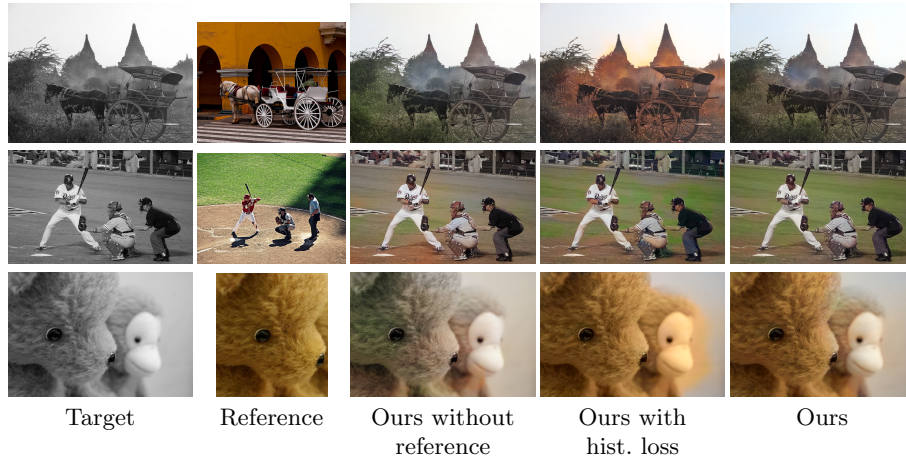 Target
Reference
Ours without
reference
Ours with
hist. loss
Ours